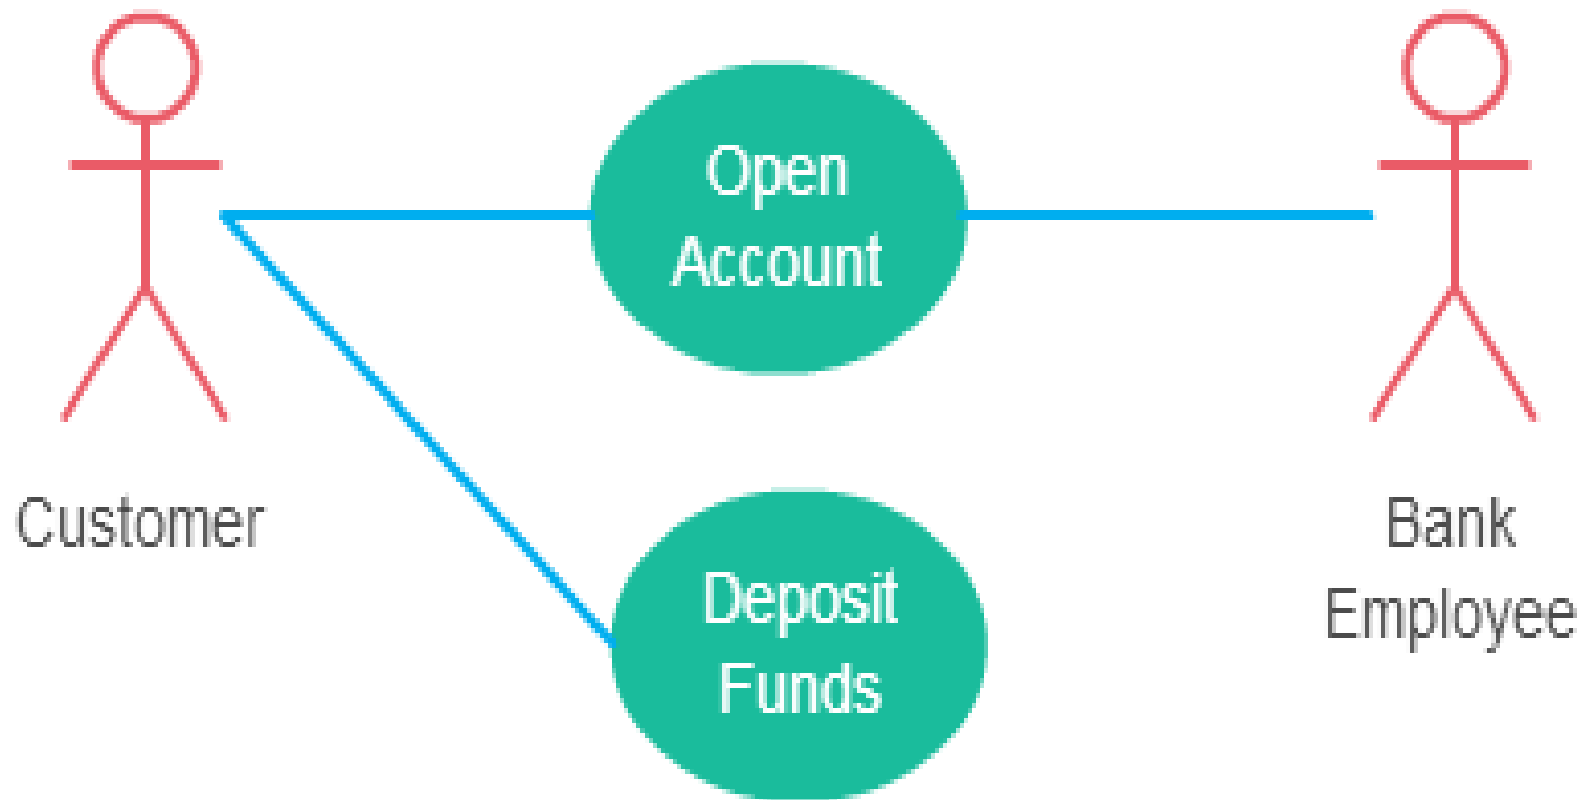 Open
Account
Customer
Bank
Employee
Deposit
Funds